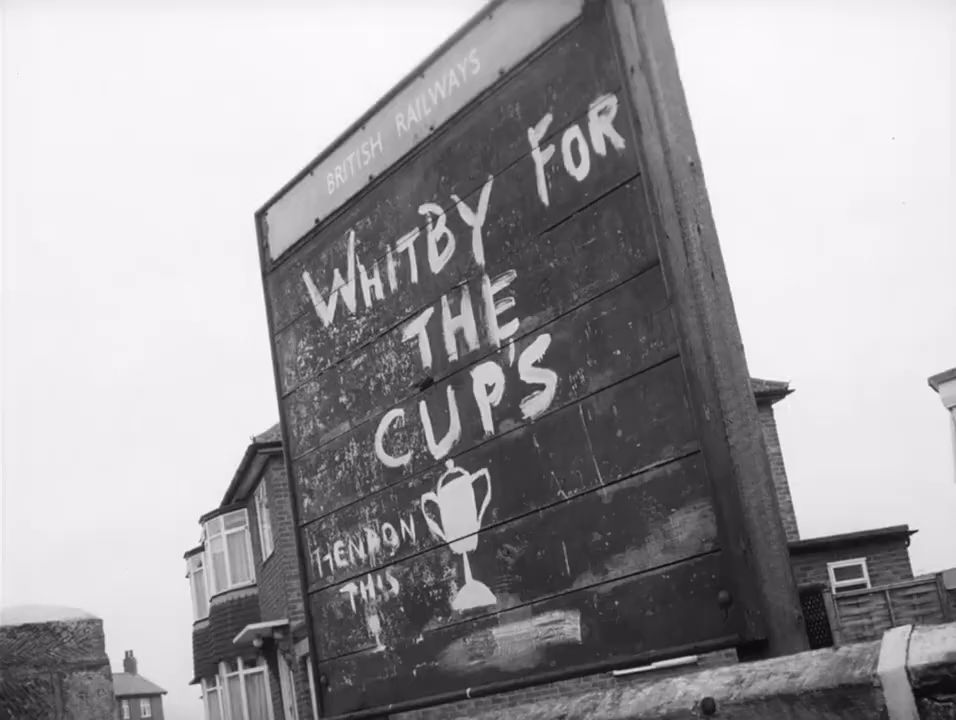 BRITISH RAILWAYS
WHITBY FOR
THE
CUP'S
HENDON
THIS